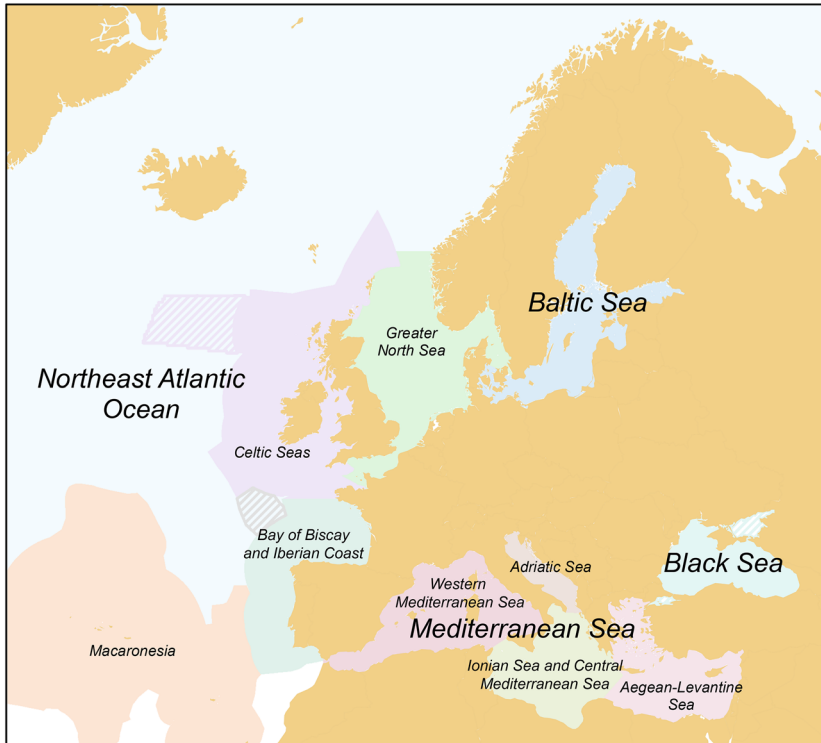 Baltic Sea
Greater
North Sea
Northeast Atlantic
Ocean
Celtic Seas
Bay of Biscay
and Iberian Coast
Black Sea
Adriatic Sea
Western
Mediterranean Sea
Mediterranean Sea
Macaronesia
Ionian Sea and Central
Mediterranean Sea
Aegean-Levantine
Sea